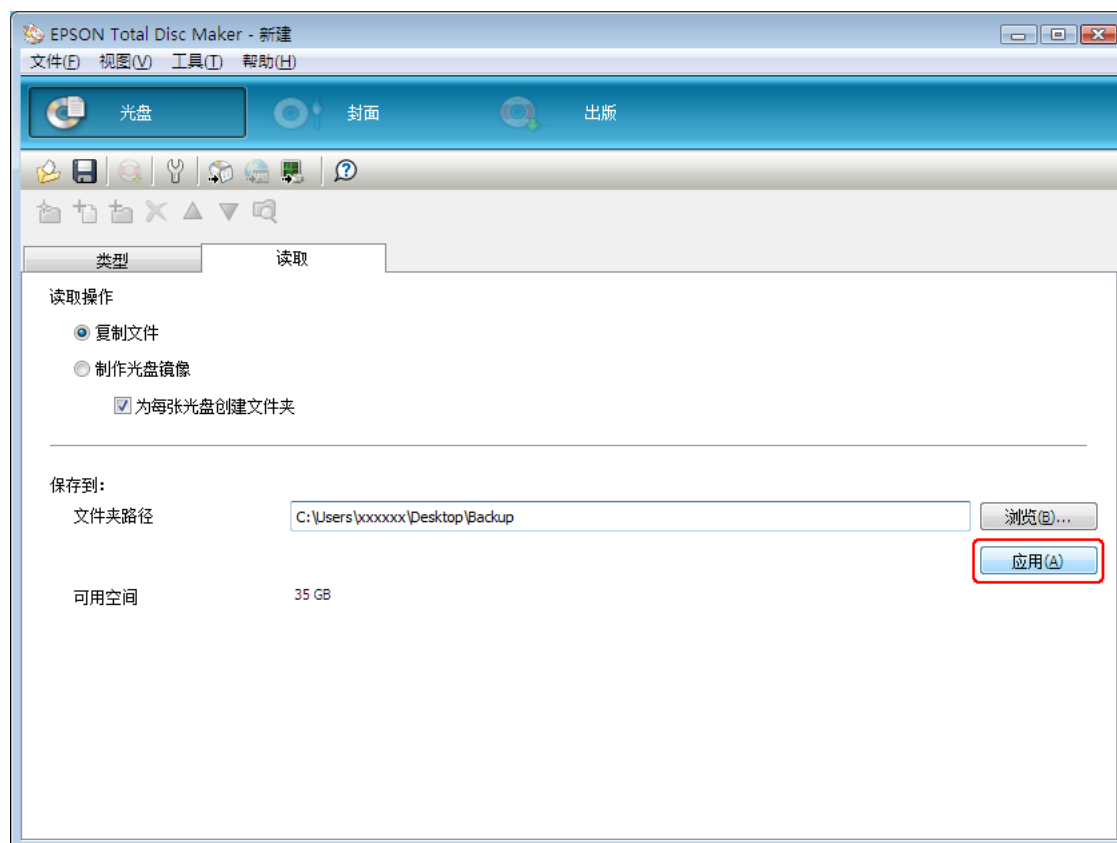 EPSON Total Disc Maker - 新建
文件(F) 视图(V) 工具(T) 帮助(H)
光盘 封面 出版
类型 读取
读取操作
复制文件
制作光盘镜像
为每张光盘创建文件夹
保存到:
文件夹路径 C:\Users\xxxxxx\Desktop\Backup 浏览(B)...
应用(A)
可用空间 35 GB